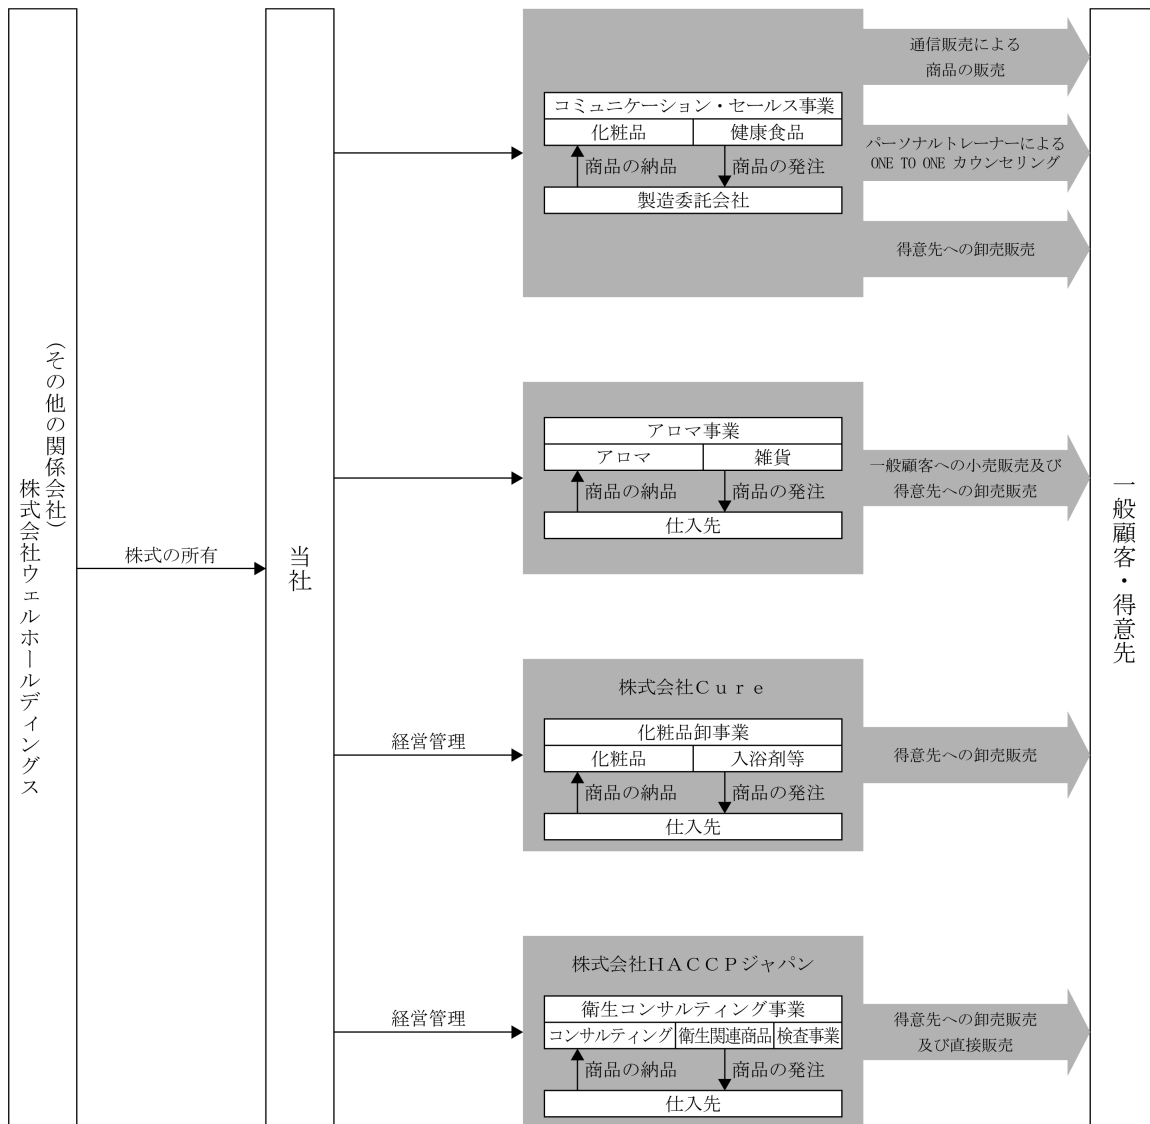 (その他の関係会社)
株式会社ウェルホールディングス
株式の所有
当社
コミュニケーション・セールス事業
化粧品
健康食品
商品の納品
商品の発注
製造委託会社
通信販売による
商品の販売
パーソナルトレーナーによる
ONE TO ONE カウンセリング
得意先への卸売販売
アロマ事業
アロマ
雑貨
商品の納品
商品の発注
仕入先
一般顧客への小売販売及び
得意先への卸売販売
経営管理
株式会社Cure
化粧品卸事業
化粧品
入浴剤等
商品の納品
商品の発注
仕入先
得意先への卸売販売
経営管理
株式会社HACCPジャパン
衛生コンサルティング事業
コンサルティング
衛生関連商品
検査事業
商品の納品
商品の発注
仕入先
得意先への卸売販売
及び直接販売
一般顧客・得意先